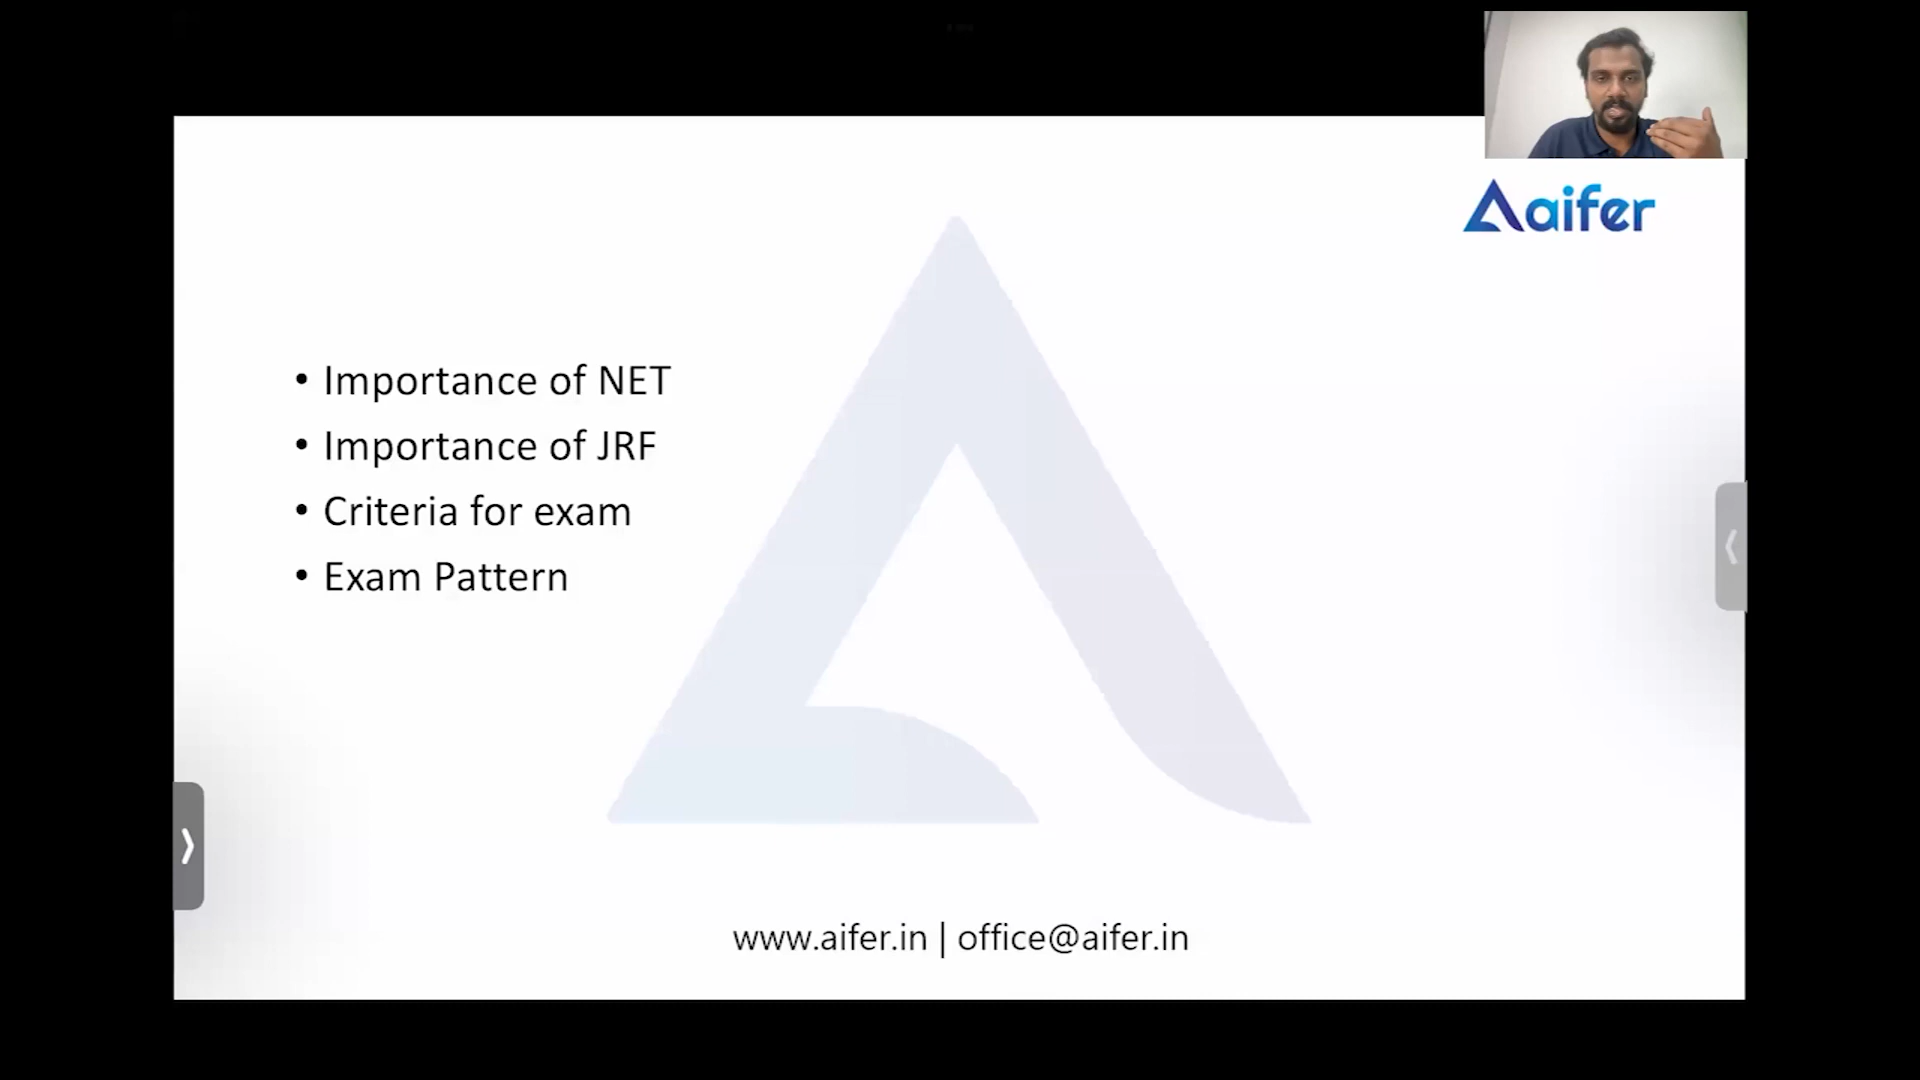 aifer
• Importance of NET
• Importance of JRF
• Criteria for exam
• Exam Pattern
www.aifer.in | office@aifer.in